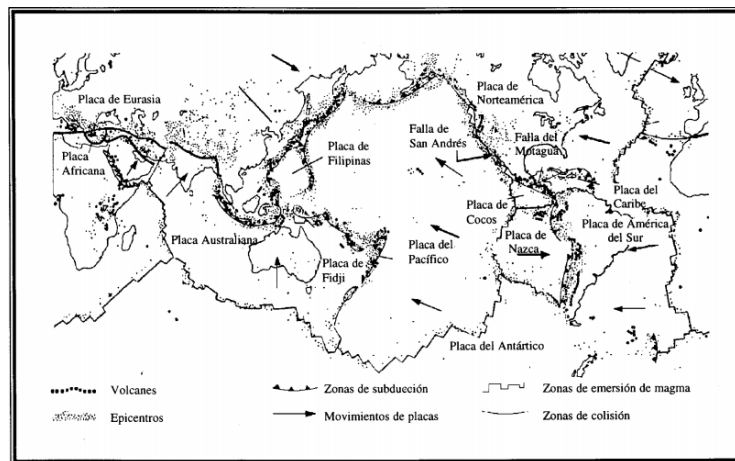 Placa de Eurasia
Placa de
Norteamérica
Falla de
San Andrés
Falla del
Motagua
Placa de
Filipinas
Placa
Africana
Placa del
Caribe
Placa de
Cocos
Placa de América
del Sur
Placa Australiana
Placa de
Nazca
Placa del
Pacífico
Placa de
Fidji
Placa del Antártico
Volcanes
Zonas de subducción
Zonas de emersión de magma
Epicentros
Movimientos de placas
Zonas de colisión